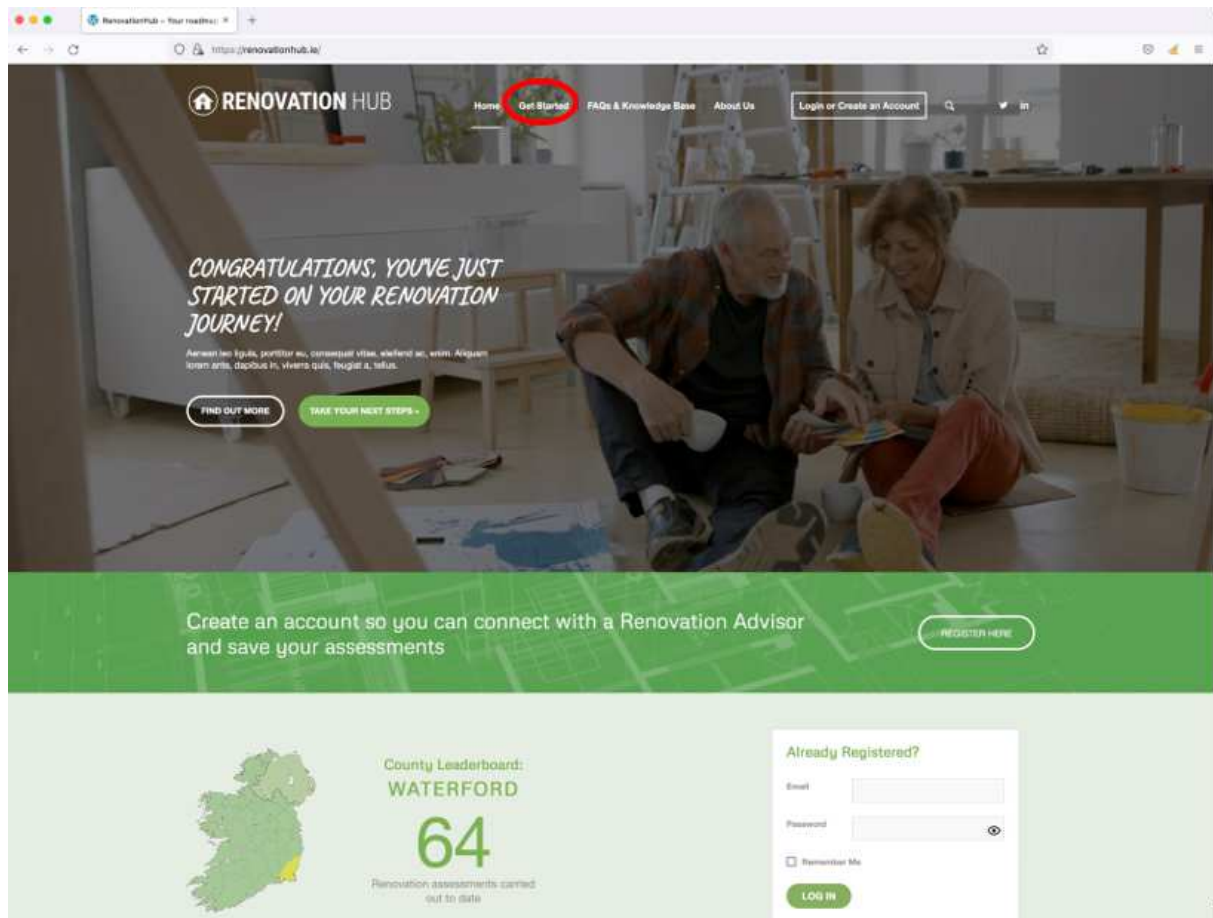 RenovationHub – Your roadmap
https://renovationhub.ie/
RENOVATION HUB
Home
Get Started
FAQs & Knowledge Base
About Us
Login or Create an Account
in
CONGRATULATIONS, YOU'VE JUST
STARTED ON YOUR RENOVATION
JOURNEY!
Aenean leo ligula, porttitor eu, consequat vitae, eleifend ac, enim. Aliquam
lorem ante, dapibus in, viverra quis, feugiat a, tellus.
FIND OUT MORE
TAKE YOUR NEXT STEPS
Create an account so you can connect with a Renovation Advisor
and save your assessments
REGISTER HERE
County Leaderboard:
WATERFORD
64
Renovation assessments carried
out to date
Already Registered?
Email
Password
Remember Me
LOG IN